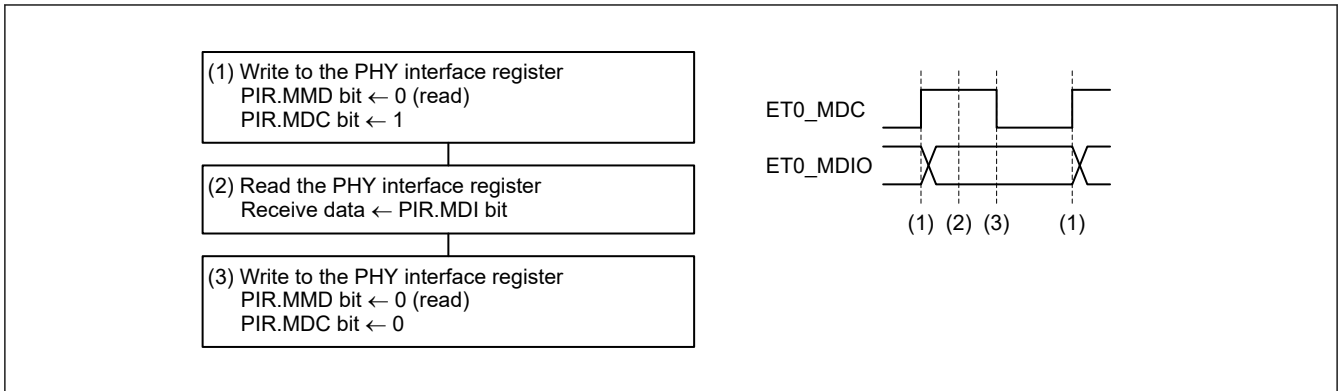 (1) Write to the PHY interface register
PIR.MMD bit ← 0 (read)
PIR.MDC bit ← 1
(2) Read the PHY interface register
Receive data ← PIR.MDI bit
(3) Write to the PHY interface register
PIR.MMD bit ← 0 (read)
PIR.MDC bit ← 0
ET0_MDC
ET0_MDIO
(1) (2) (3) (1)